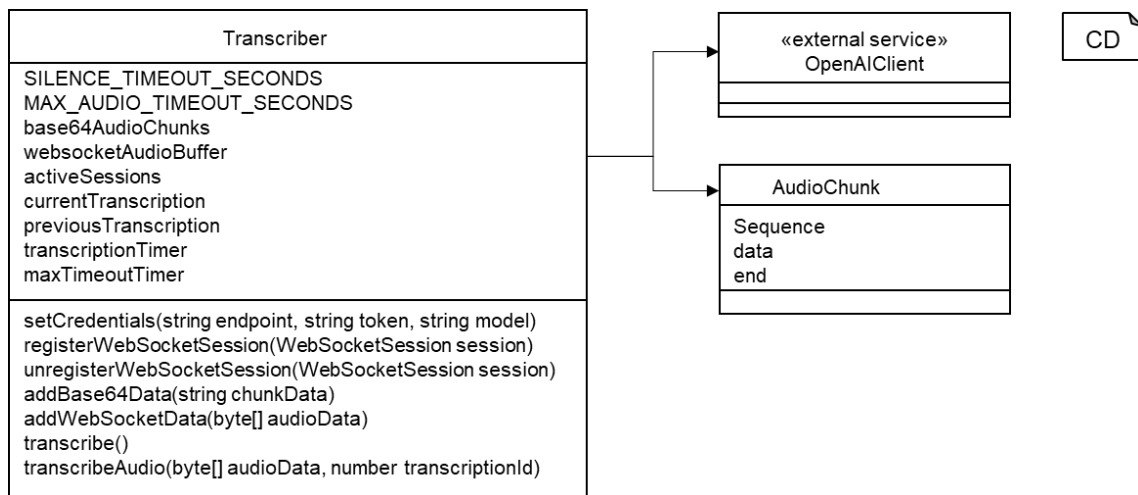 Transcriber
SILENCE_TIMEOUT_SECONDS
MAX_AUDIO_TIMEOUT_SECONDS
base64AudioChunks
websocketAudioBuffer
activeSessions
currentTranscription
previousTranscription
transcriptionTimer
maxTimeoutTimer
setCredentials(string endpoint, string token, string model)
registerWebSocketSession(WebSocketSession session)
unregisterWebSocketSession(WebSocketSession session)
addBase64Data(string chunkData)
addWebSocketData(byte[] audioData)
transcribe()
transcribeAudio(byte[] audioData, number transcriptionId)
«external service»
OpenAIClient
AudioChunk
Sequence
data
end
CD